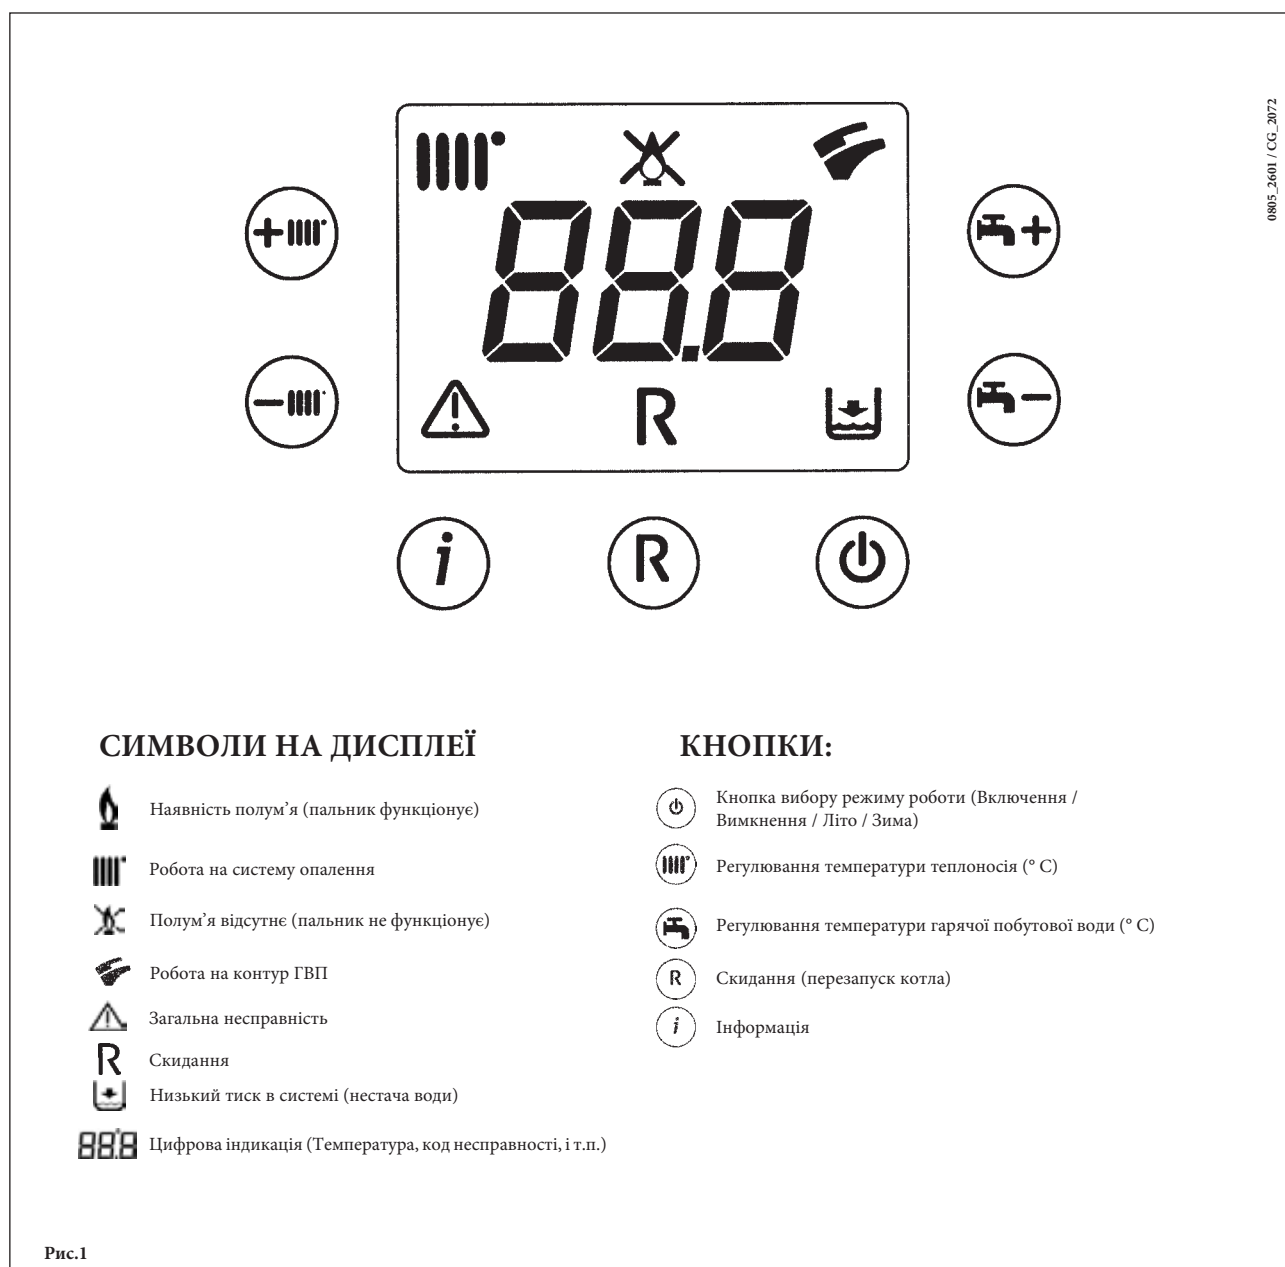 0805_2601 / CG_2072
88.8
R
i
R
СИМВОЛИ НА ДИСПЛЕЇ
Наявність полум’я (пальник функціонує)
Робота на систему опалення
Полум’я відсутнє (пальник не функціонує)
Робота на контур ГВП
Загальна несправність
R Скидання
Низький тиск в системі (нестача води)
88.8 Цифрова індикація (Температура, код несправності, і т.п.)
КНОПКИ:
Кнопка вибору режиму роботи (Включення /
Вимкнення / Літо / Зима)
Регулювання температури теплоносія (° С)
Регулювання температури гарячої побутової води (° С)
R Скидання (перезапуск котла)
i Інформація
Рис.1